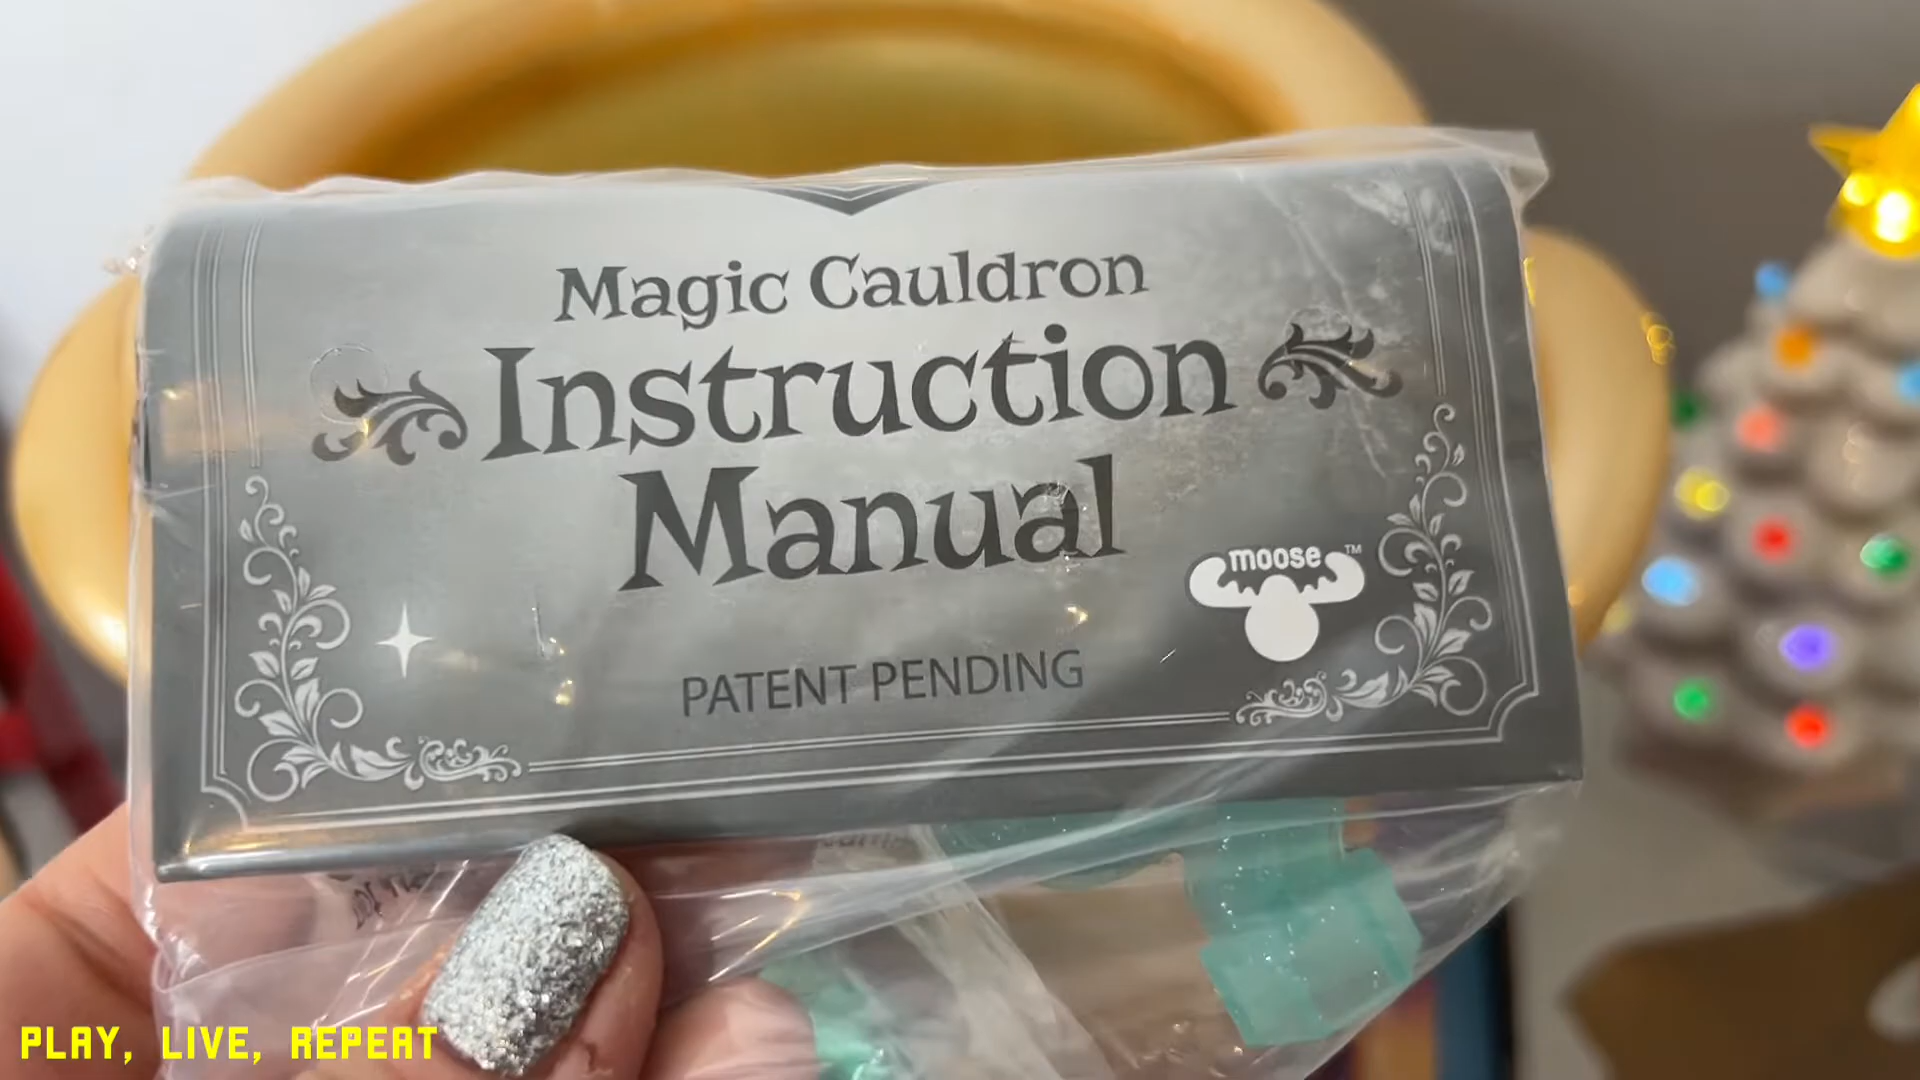 Magic Cauldron
Instruction
Manual
moose™
PATENT PENDING
PLAY, LIVE, REPEAT